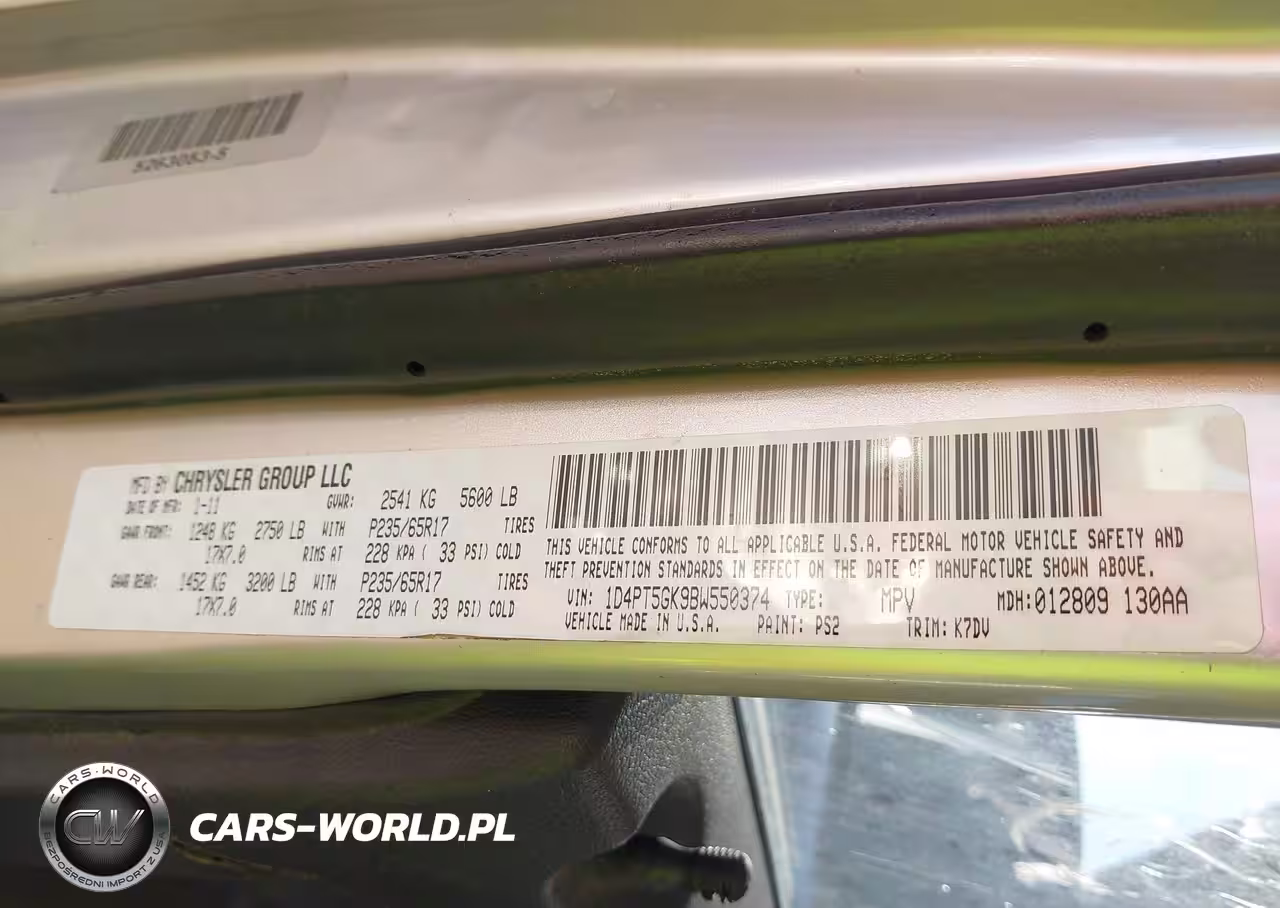 5263083-S
MFD BY CHRYSLER GROUP LLC
DATE OF MFR: 1-11 GVWR: 2541 KG 5600 LB
GAWR FRONT: 1248 KG 2750 LB WITH P235/65R17 TIRES
17X7.0 RIMS AT 228 KPA ( 33 PSI) COLD
GAWR REAR: 1452 KG 3200 LB WITH P235/65R17 TIRES
17X7.0 RIMS AT 228 KPA ( 33 PSI) COLD
THIS VEHICLE CONFORMS TO ALL APPLICABLE U.S.A. FEDERAL MOTOR VEHICLE SAFETY AND
THEFT PREVENTION STANDARDS IN EFFECT ON THE DATE OF MANUFACTURE SHOWN ABOVE.
VIN: 1D4PT5GK9BW550374 TYPE: MPV MDH:012809 130AA
VEHICLE MADE IN U.S.A. PAINT: PS2 TRIM: K7DV
CARS-WORLD
CW
BEZPOŚREDNI IMPORT Z USA
CARS-WORLD.PL